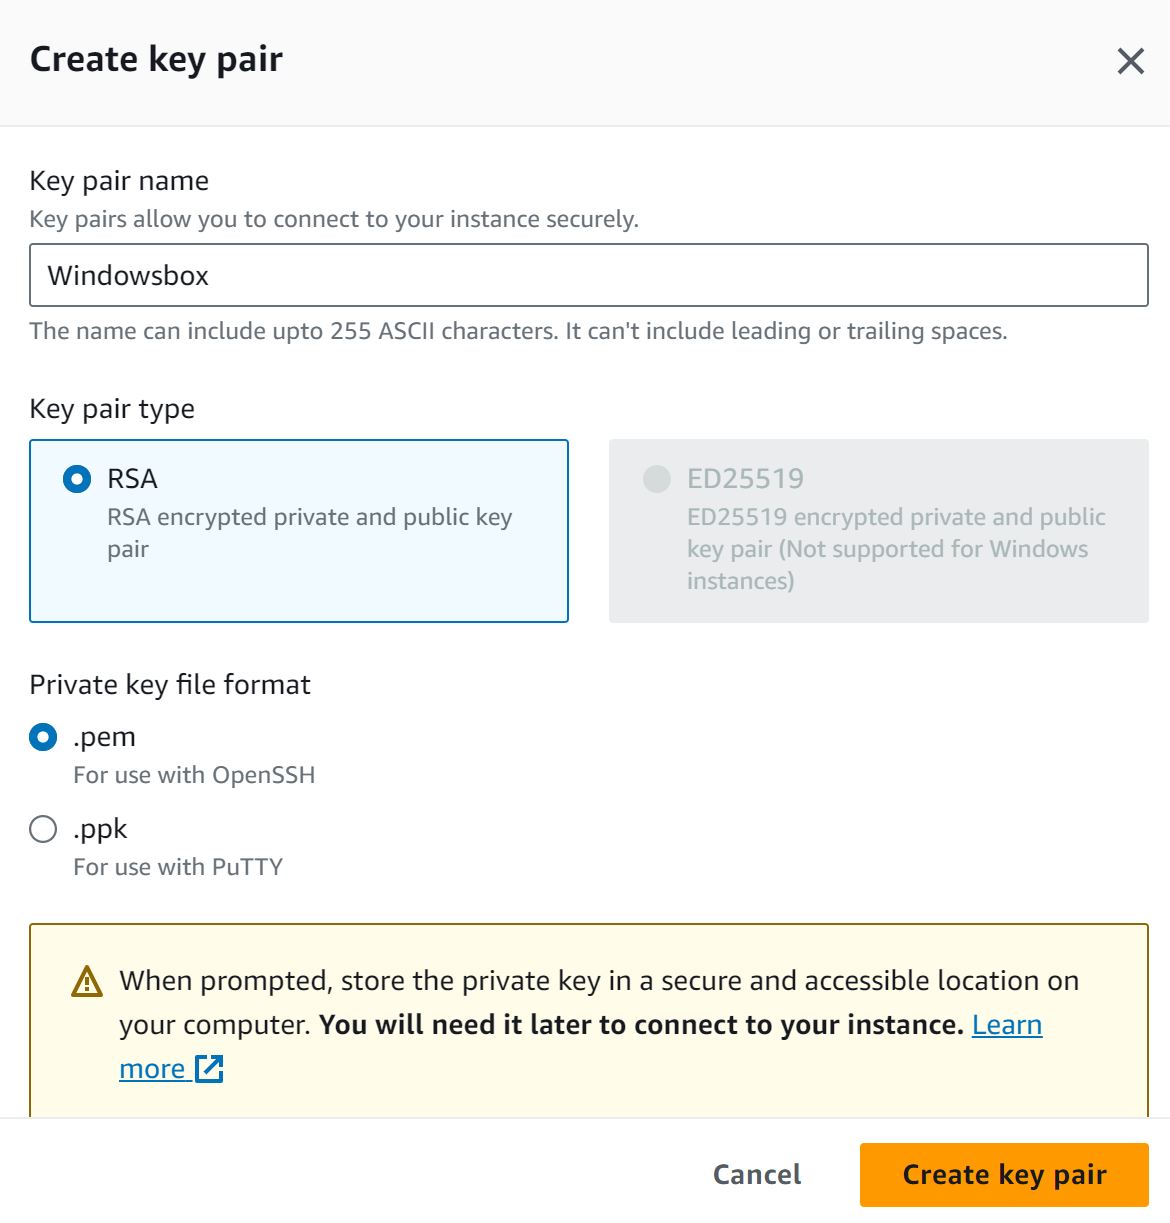 Create key pair
Key pair name
Key pairs allow you to connect to your instance securely.
Windowsbox
The name can include upto 255 ASCII characters. It can't include leading or trailing spaces.
Key pair type
RSA
RSA encrypted private and public key
pair
ED25519
ED25519 encrypted private and public
key pair (Not supported for Windows
instances)
Private key file format
.pem
For use with OpenSSH
.ppk
For use with PuTTY
When prompted, store the private key in a secure and accessible location on
your computer. You will need it later to connect to your instance. Learn
more
Cancel
Create key pair